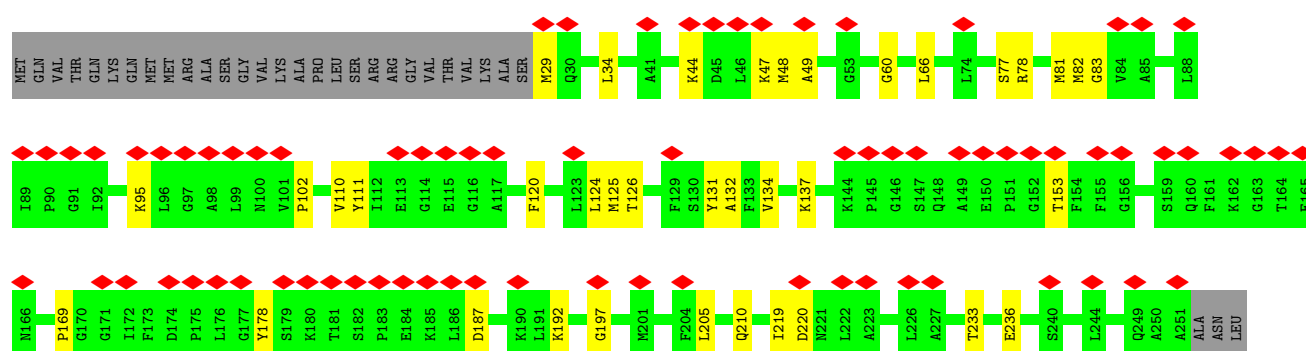 MET GLN VAL THR GLN LYS GLN MET MET ARG ALA SER GLY VAL LYS ALA PRO LEU SER ARG ARG GLY VAL THR VAL LYS ALA SER M29 Q30 L34 A41 K44 D45 L46 K47 M48 A49 G53 G60 L66 L74 S77 R78 M81 M82 G83 V84 A85 L88
I89 P90 G91 I92 K95 L96 G97 A98 L99 N100 V101 P102 V110 Y111 I112 E113 G114 E115 G116 A117 F120 L123 L124 M125 T126 F129 S130 Y131 A132 F133 V134 K137 K144 P145 G146 S147 Q148 A149 E150 P151 G152 T153 F154 F155 G156 S159 Q160 F161 K162 G163 T164
N166 P169 G170 G171 I172 F173 D174 P175 L176 G177 Y178 S179 K180 T181 S182 P183 E184 K185 L186 D187 K190 L191 K192 G197 M201 F204 L205 Q210 I219 D220 N221 L222 A223 L226 A227 T233 E236 S240 L244 Q249 A250 A251 ALA ASN LEU